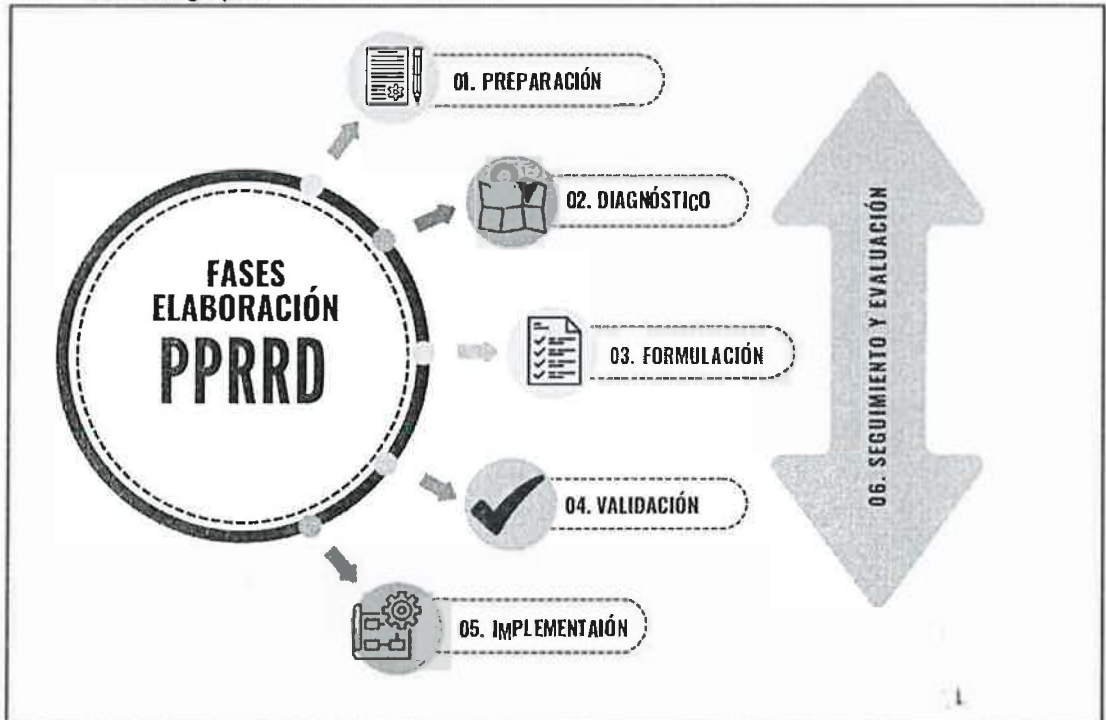 FASES
ELABORACIÓN
PPRRD
01. PREPARACIÓN
02. DIAGNÓSTICO
03. FORMULACIÓN
04. VALIDACIÓN
05. IMPLEMENTAIÓN
06. SEGUIMIENTO Y EVALUACIÓN